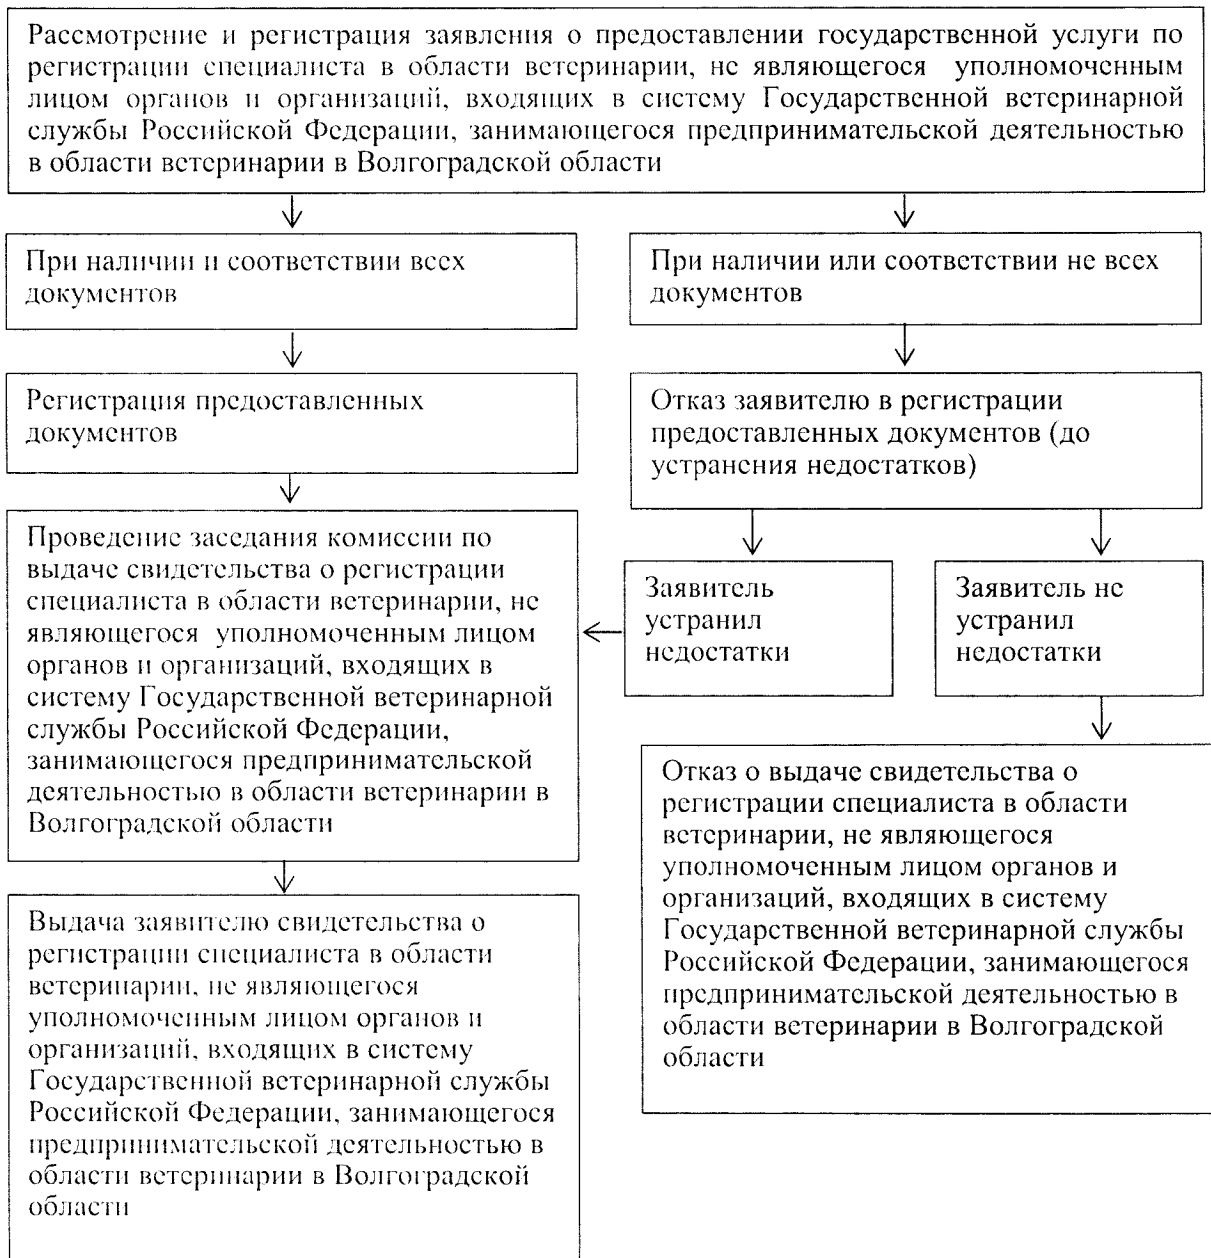 Рассмотрение и регистрация заявления о предоставлении государственной услуги по
регистрации специалиста в области ветеринарии, не являющегося уполномоченным
лицом органов и организаций, входящих в систему Государственной ветеринарной
службы Российской Федерации, занимающегося предпринимательской деятельностью
в области ветеринарии в Волгоградской области
При наличии и соответствии всех
документов
При наличии или соответствии не всех
документов
Регистрация предоставленных
документов
Отказ заявителю в регистрации
предоставленных документов (до
устранения недостатков)
Проведение заседания комиссии по
выдаче свидетельства о регистрации
специалиста в области ветеринарии, не
являющегося уполномоченным лицом
органов и организаций, входящих в
систему Государственной ветеринарной
службы Российской Федерации,
занимающегося предпринимательской
деятельностью в области ветеринарии в
Волгоградской области
Заявитель
устранил
недостатки
Заявитель не
устранил
недостатки
Отказ о выдаче свидетельства о
регистрации специалиста в области
ветеринарии, не являющегося
уполномоченным лицом органов и
организаций, входящих в систему
Государственной ветеринарной службы
Российской Федерации, занимающегося
предпринимательской деятельностью в
области ветеринарии в Волгоградской
области
Выдача заявителю свидетельства о
регистрации специалиста в области
ветеринарии, не являющегося
уполномоченным лицом органов и
организаций, входящих в систему
Государственной ветеринарной службы
Российской Федерации, занимающегося
предпринимательской деятельностью в
области ветеринарии в Волгоградской
области